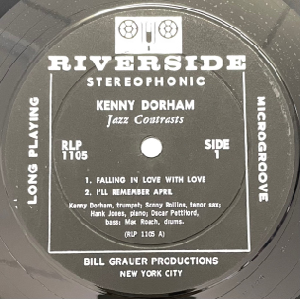 RIVERSIDE
STEREOPHONIC
KENNY DORHAM
Jazz Contrasts
LONG PLAYING
MICROGROOVE
RLP
1105
SIDE
1
1. FALLING IN LOVE WITH LOVE
2. I'LL REMEMBER APRIL
Kenny Dorham, trumpet; Sonny Rollins, tenor sax;
Hank Jones, piano; Oscar Pettiford,
bass; Max Roach, drums.
(RLP 1105 A)
BILL GRAUER PRODUCTIONS
NEW YORK CITY